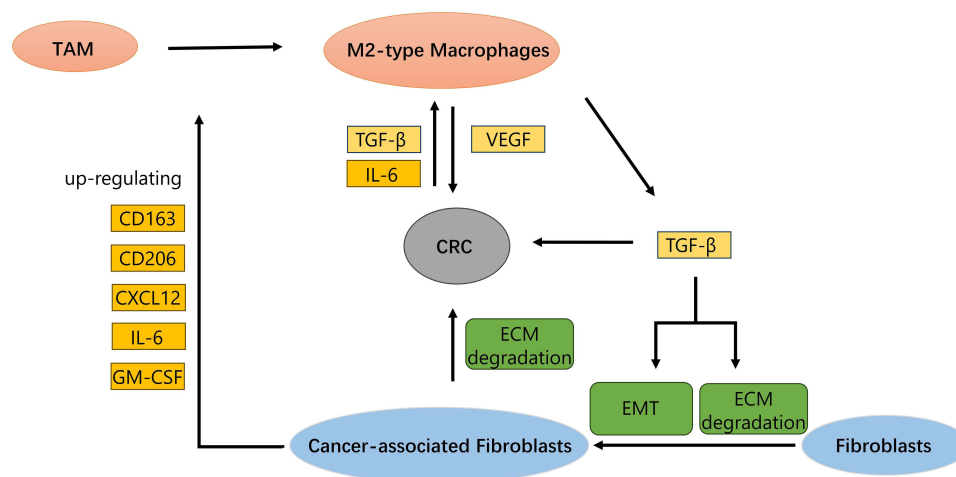 TAM
M2-type Macrophages
TGF-β
IL-6
VEGF
up-regulating
CD163
CD206
CXCL12
IL-6
GM-CSF
CRC
TGF-β
ECM
degradation
EMT
ECM
degradation
Cancer-associated Fibroblasts
Fibroblasts